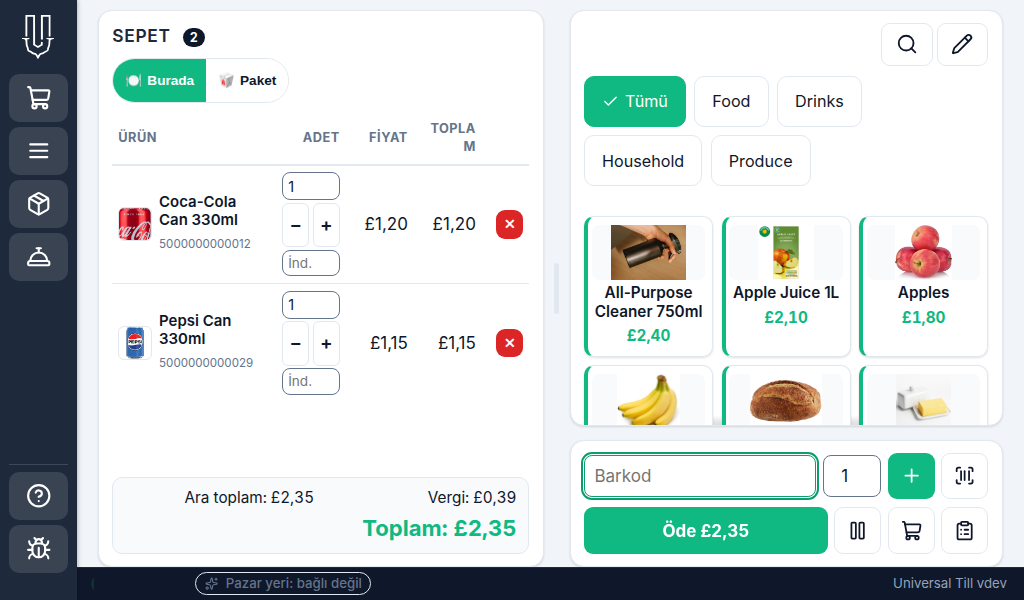 SEPET 2
Burada Paket
ÜRÜN ADET FİYAT TOPLA
M
Coca-Cola
Can 330ml
5000000000012
1
− +
İnd.
£1,20 £1,20
Pepsi Can
330ml
5000000000029
1
− +
İnd.
£1,15 £1,15
Ara toplam: £2,35 Vergi: £0,39
Toplam: £2,35
Tümü Food Drinks
Household Produce
All-Purpose
Cleaner 750ml
£2,40
Apple Juice 1L
£2,10
Apples
£1,80
Barkod 1
Öde £2,35
Pazar yeri: bağlı değil
Universal Till vdev